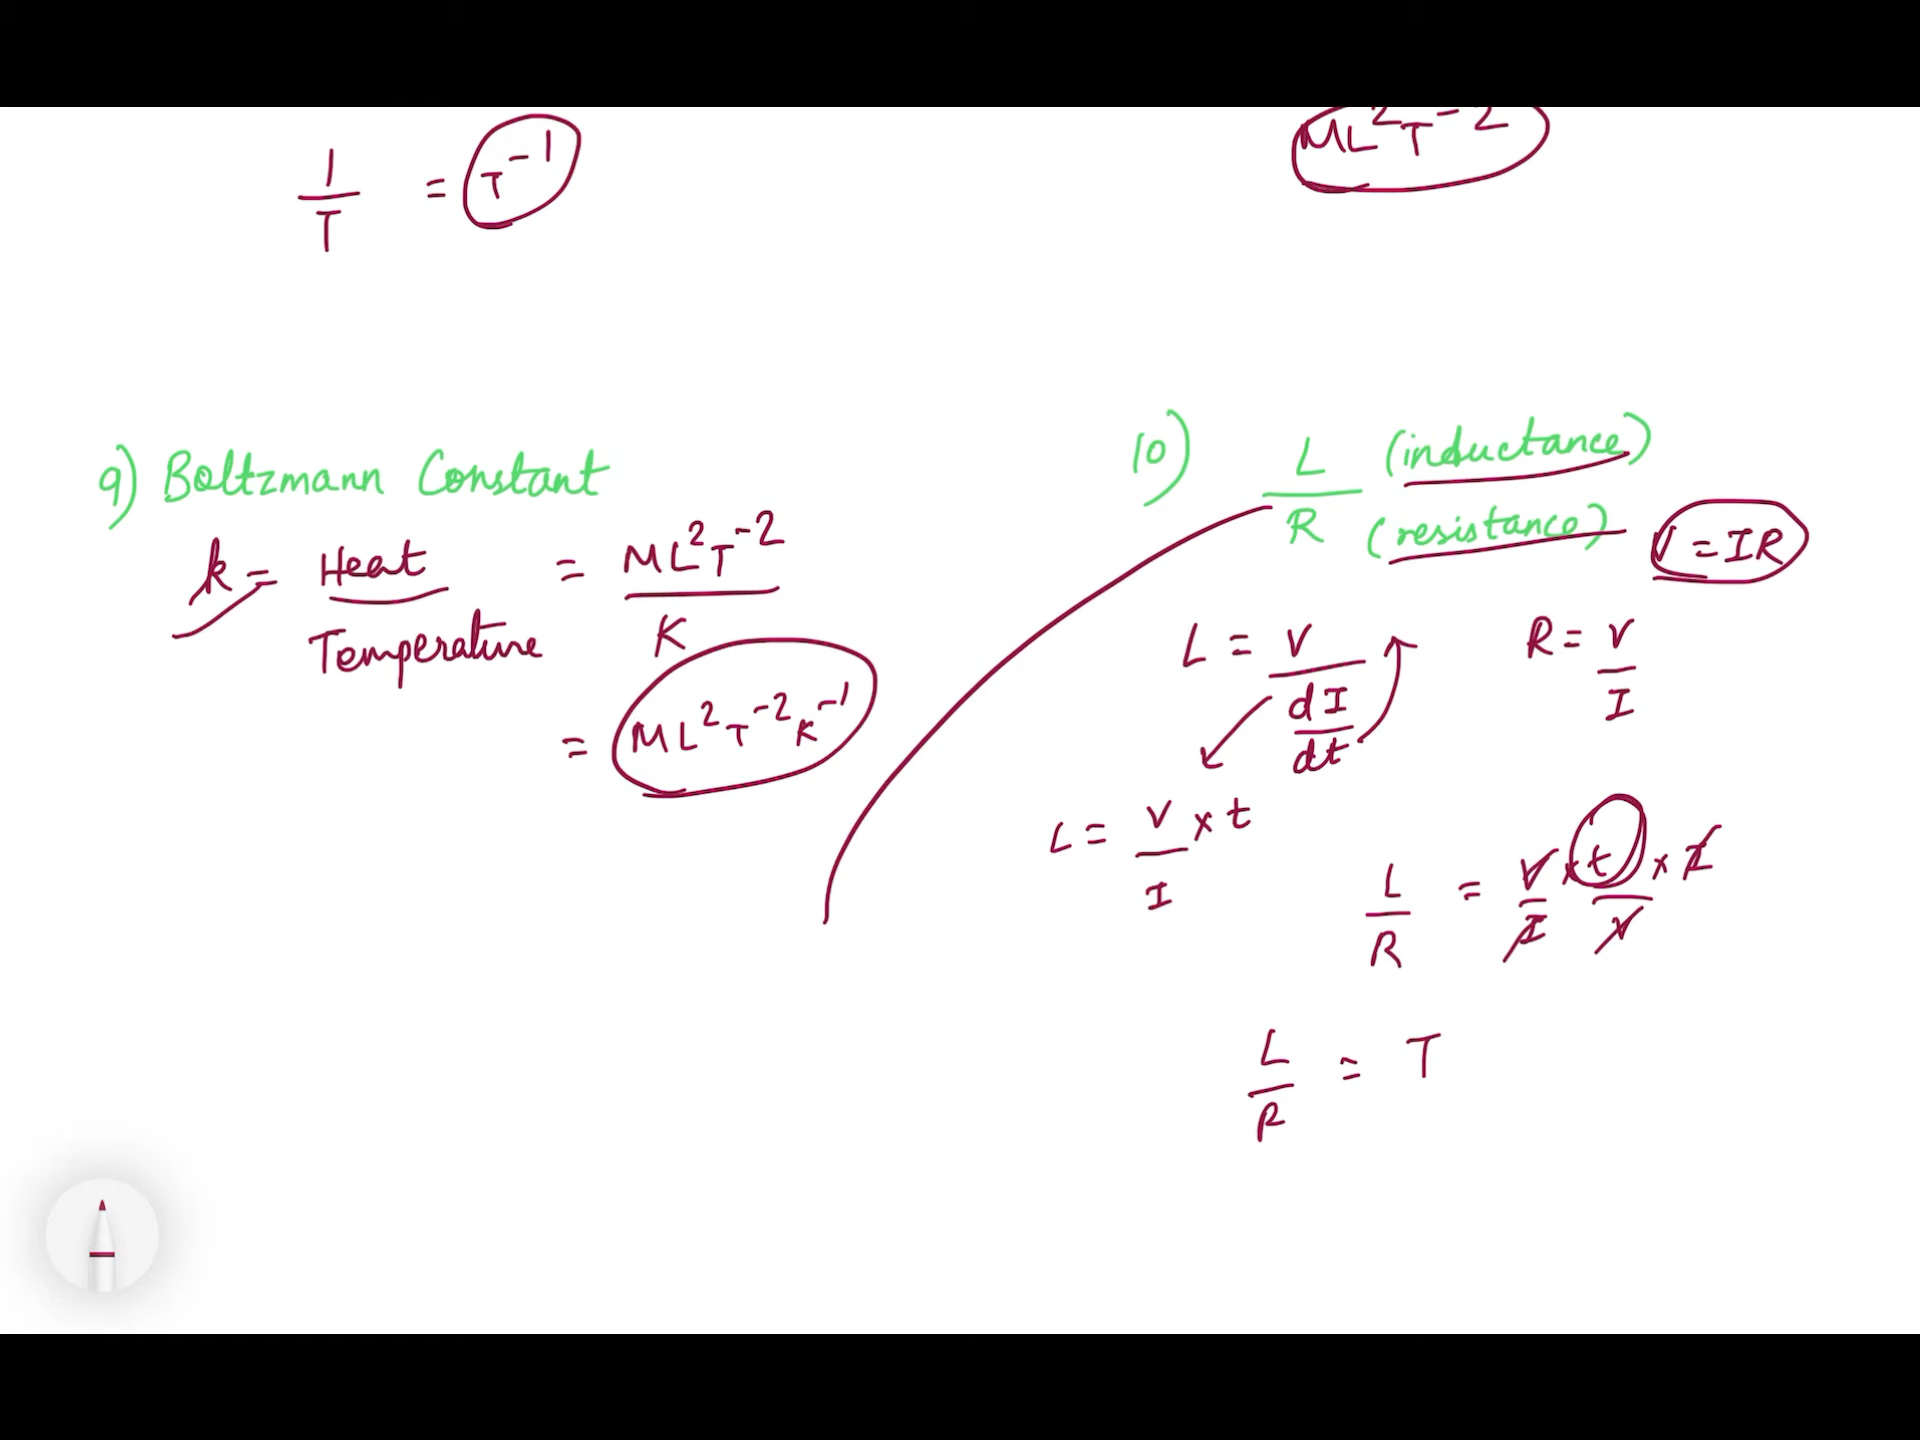 1/T = T⁻¹
ML²T⁻²
9) Boltzmann Constant
k = Heat/Temperature = ML²T⁻²/K
= ML²T⁻²K⁻¹
10) L (inductance)
R (resistance)
V = IR
L = V/(dI/dt)
R = V/I
L = V/I × t
L/R = V/I × t/V × I
L/R = T